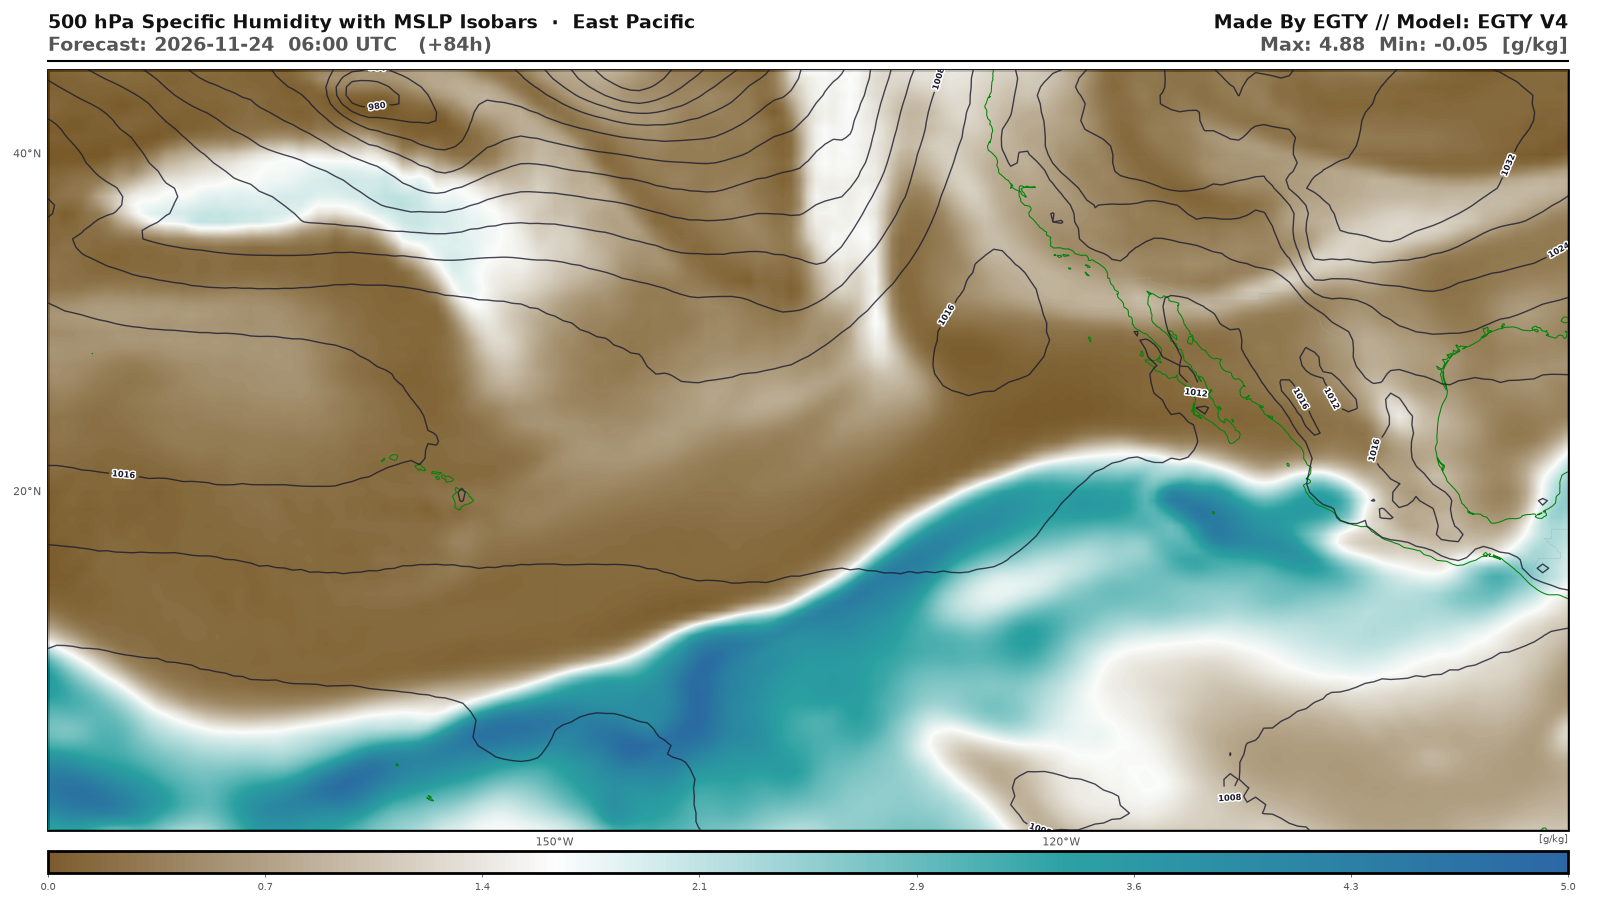 500 hPa Specific Humidity with MSLP Isobars · East Pacific
Made By EGTY // Model: EGTY V4
Forecast: 2026-11-24 06:00 UTC (+84h)
Max: 4.88 Min: -0.05 [g/kg]
980
1008
40°N
1032
1024
1016
1012
1016
1012
1016
1016
20°N
1008
150°W
120°W
[g/kg]
0.0
0.7
1.4
2.1
2.9
3.6
4.3
5.0